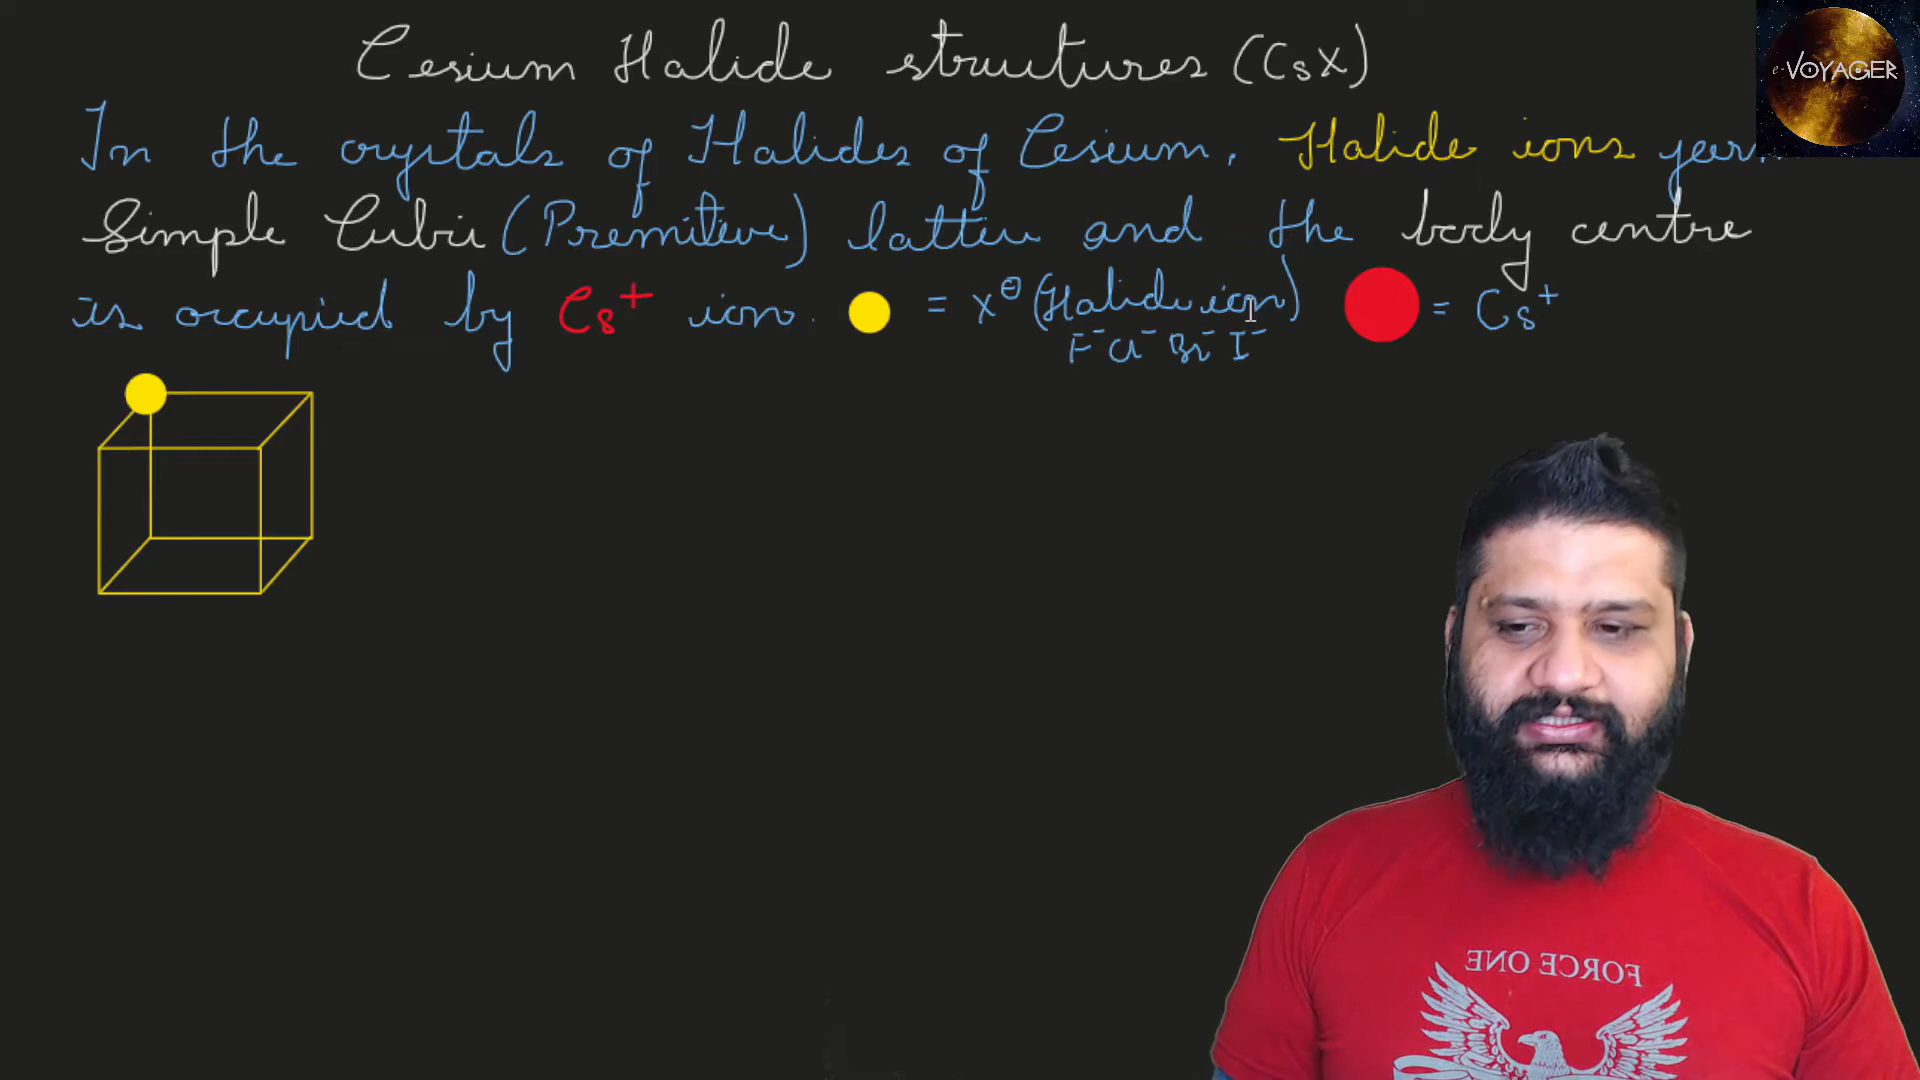 Cesium Halide structures (CsX)
e-VOYAGER
In the crystals of Halides of Cesium, Halide ions
Simple Cubic (Premitive) lattice and the body centre
is occupied by Cs⁺ ion. = X⊖ (Halide ion) = Cs⁺
F⁻ Cl⁻ Br⁻ I⁻
FORCE ONE